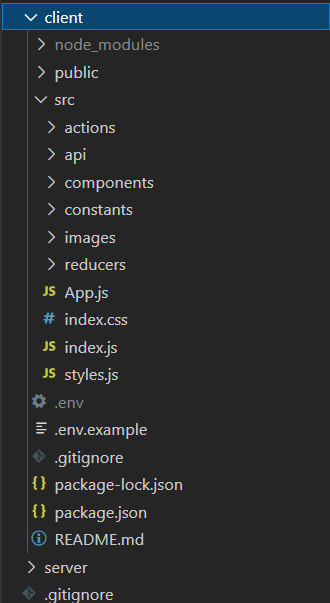 client
node_modules
public
src
actions
api
components
constants
images
reducers
JS App.js
# index.css
JS index.js
JS styles.js
.env
.env.example
.gitignore
{} package-lock.json
{} package.json
README.md
server
.gitignore